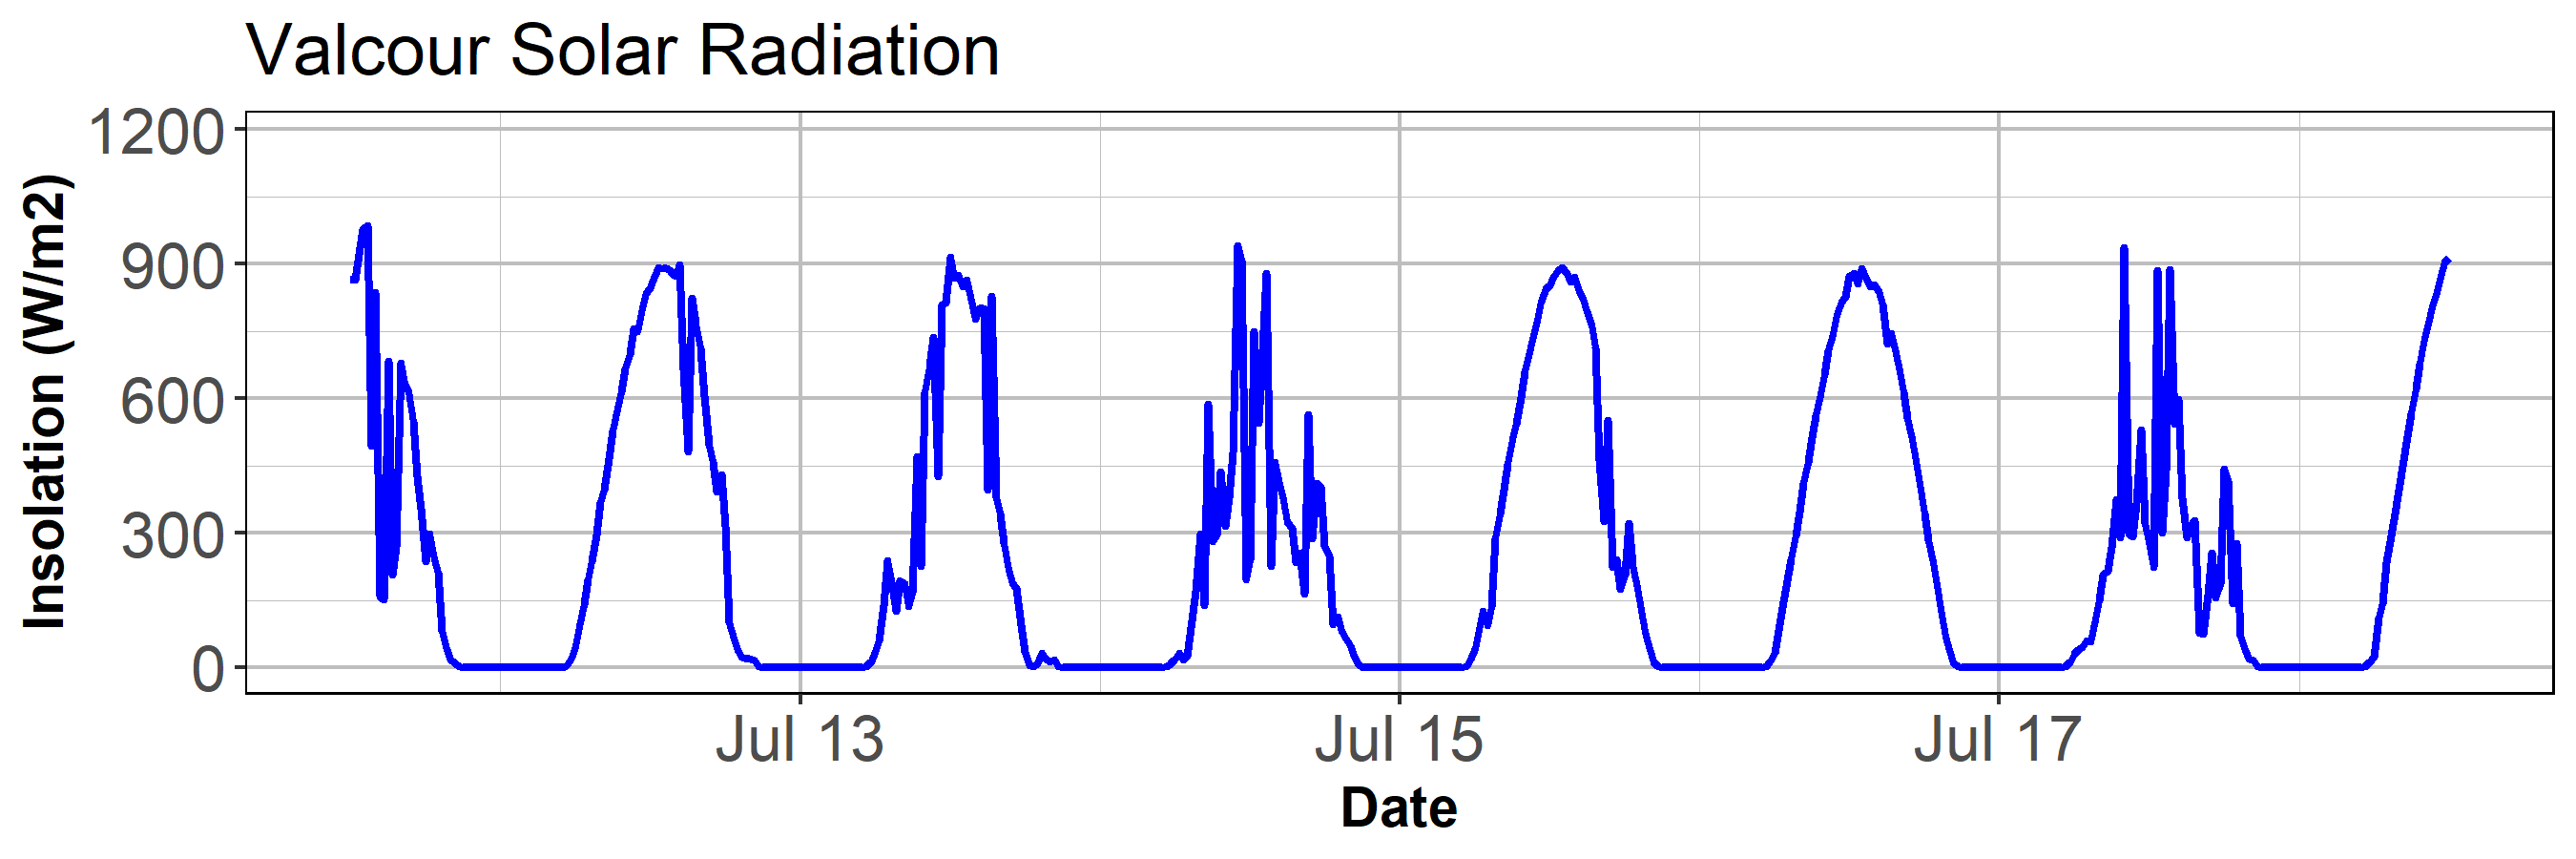 Valcour Solar Radiation
1200
900
600
300
0
Insolation (W/m2)
Jul 13 Jul 15 Jul 17
Date